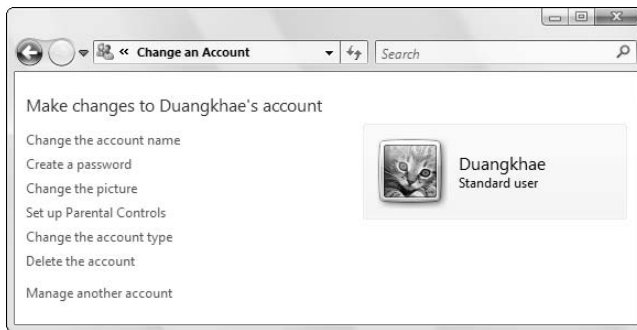 « Change an Account
Search
Make changes to Duangkhae's account
Change the account name
Create a password
Change the picture
Set up Parental Controls
Change the account type
Delete the account
Manage another account
Duangkhae
Standard user